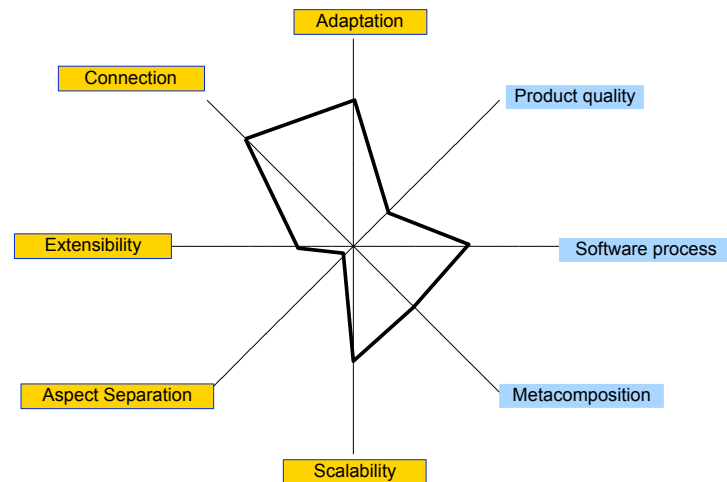 Adaptation
Connection
Product quality
Extensibility
Software process
Aspect Separation
Metacomposition
Scalability